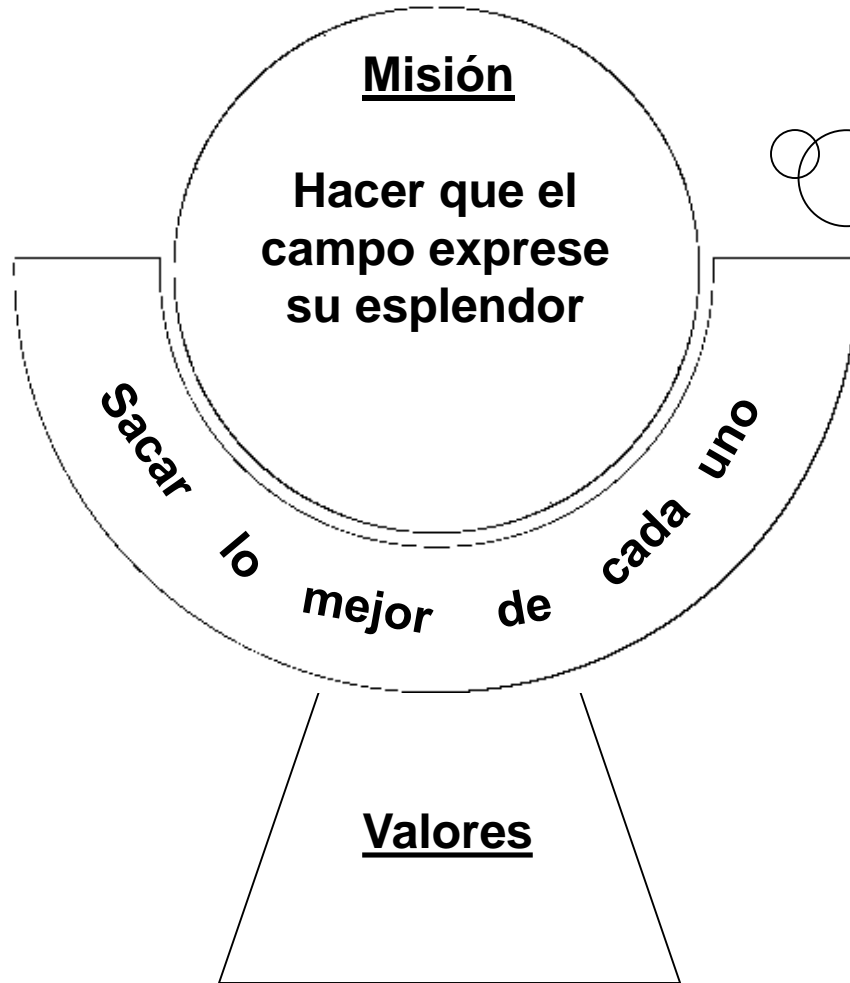 Misión
Hacer que el
campo exprese
su esplendor
Sacar lo mejor de cada uno
Valores